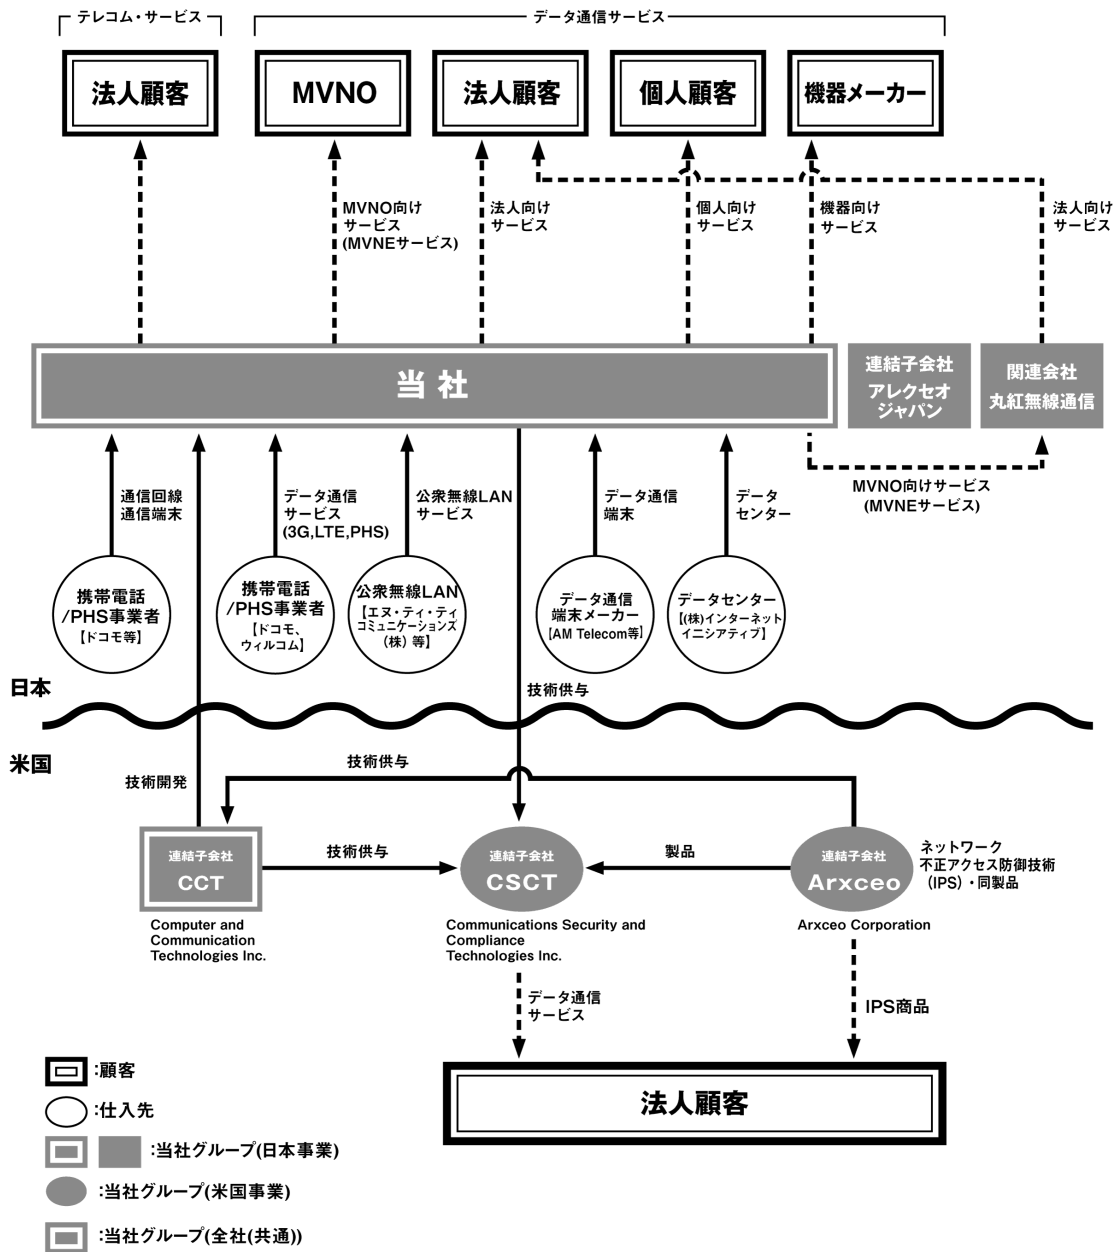 テレコム・サービス
データ通信サービス
法人顧客
MVNO
法人顧客
個人顧客
機器メーカー
MVNO向け
サービス
(MVNEサービス)
法人向け
サービス
個人向け
サービス
機器向け
サービス
法人向け
サービス
当社
連結子会社
アレクセオ
ジャパン
関連会社
丸紅無線通信
通信回線
通信端末
データ通信
サービス
(3G,LTE,PHS)
公衆無線LAN
サービス
データ通信
端末
データ
センター
MVNO向けサービス
(MVNEサービス)
携帯電話
/PHS事業者
【ドコモ等】
携帯電話
/PHS事業者
【ドコモ、
ウィルコム】
公衆無線LAN
【エヌ・ティ・ティ
コミュニケーションズ
（株）等】
データ通信
端末メーカー
【AM Telecom等】
データセンター
【(株)インターネット
イニシアティブ】
日本
技術供与
米国
技術開発
技術供与
連結子会社
CCT
技術供与
連結子会社
CSCT
製品
連結子会社
Arxceo
ネットワーク
不正アクセス防御技術
（IPS）・同製品
Computer and
Communication
Technologies Inc.
Communications Security and
Compliance
Technologies Inc.
Arxceo Corporation
データ通信
サービス
IPS商品
法人顧客
:顧客
:仕入先
:当社グループ(日本事業)
:当社グループ(米国事業)
:当社グループ(全社(共通))